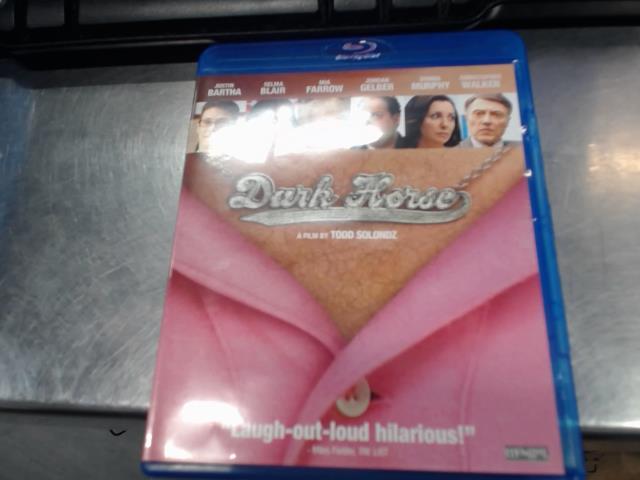 Blu-ray Disc
JUSTIN BARTHA SELMA BLAIR MIA FARROW JORDAN GELBER DONNA MURPHY CHRISTOPHER WALKEN
Dark Horse
A FILM BY TODD SOLONDZ
"Laugh-out-loud hilarious!"